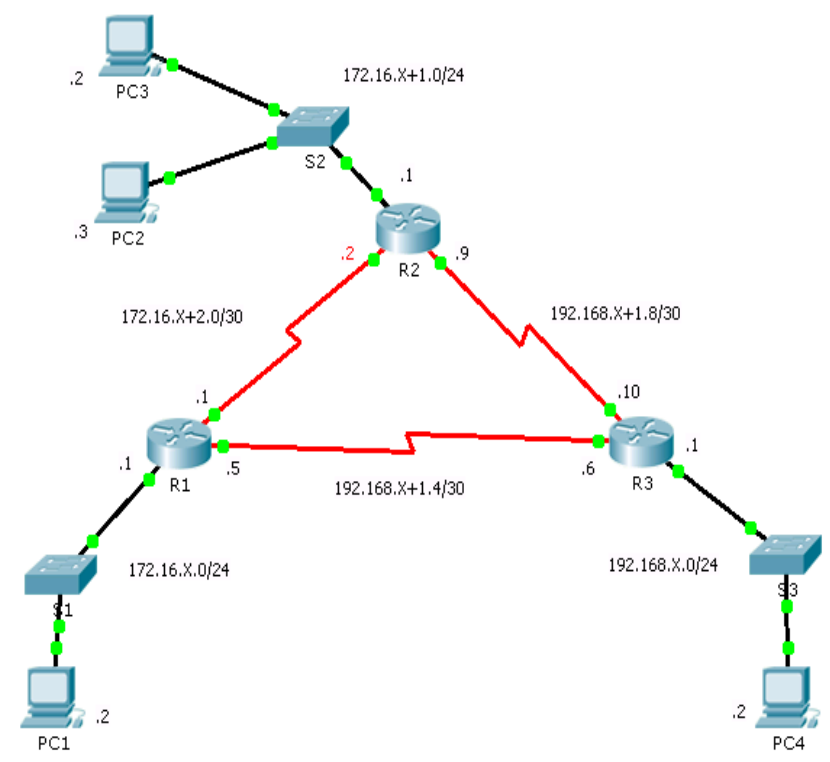 172.16.X+1.0/24
.2
PC3
S2
.1
.3
PC2
.2
.9
R2
172.16.X+2.0/30
192.168.X+1.8/30
.1
.10
.1
R1
.5
.6
R3
.1
192.168.X+1.4/30
172.16.X.0/24
192.168.X.0/24
S1
S3
.2
PC1
.2
PC4